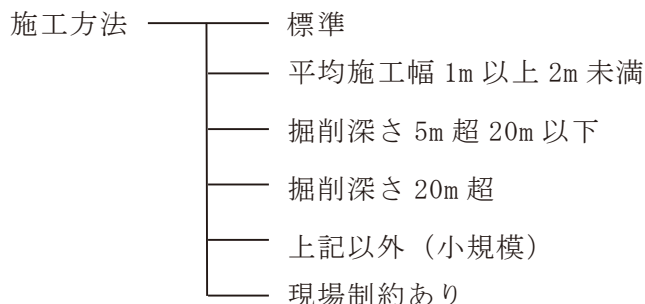 施工方法
標準
平均施工幅 1m 以上 2m 未満
掘削深さ 5m 超 20m 以下
掘削深さ 20m 超
上記以外（小規模）
現場制約あり